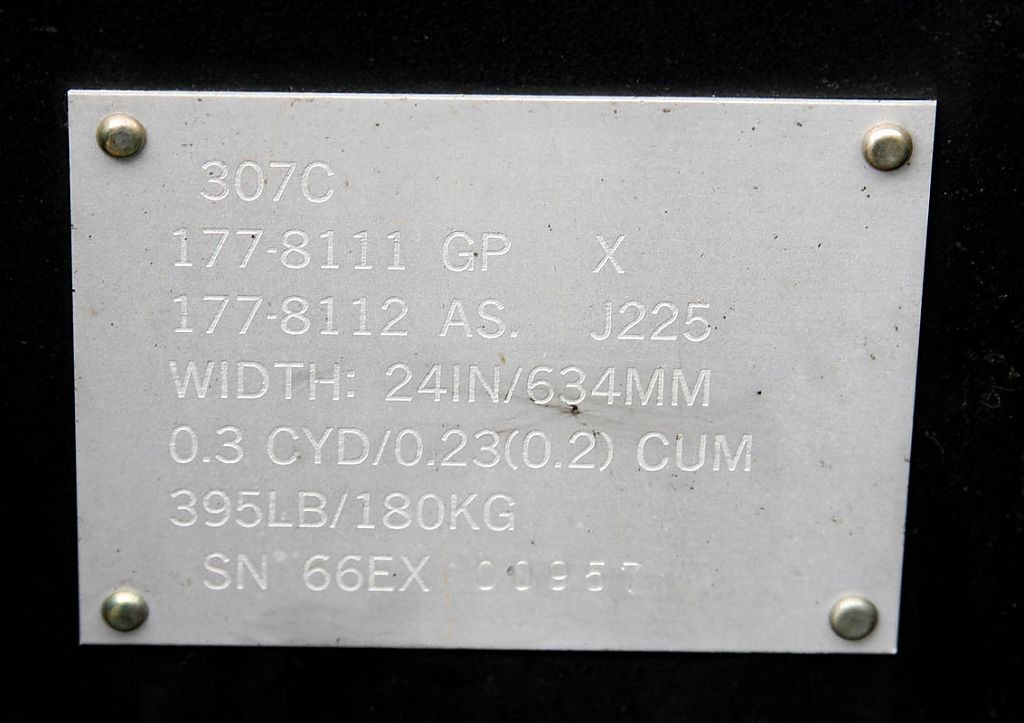 307C
177-8111 GP X
177-8112 AS. J225
WIDTH: 24IN/634MM
0.3 CYD/0.23(0.2) CUM
395LB/180KG
SN 66EX 00957